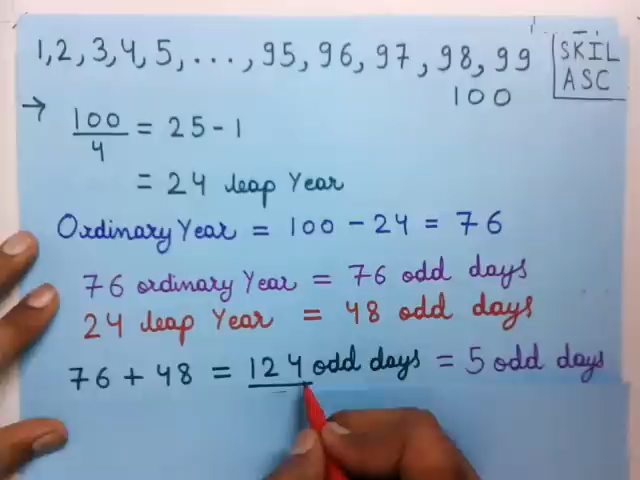 1, 2, 3, 4, 5, ..., 95, 96, 97, 98, 99
100
SKIL
ASC
→ 100/4 = 25-1
= 24 leap Year
Ordinary Year = 100 - 24 = 76
76 ordinary Year = 76 odd days
24 leap Year = 48 odd days
76 + 48 = 124 odd days = 5 odd days